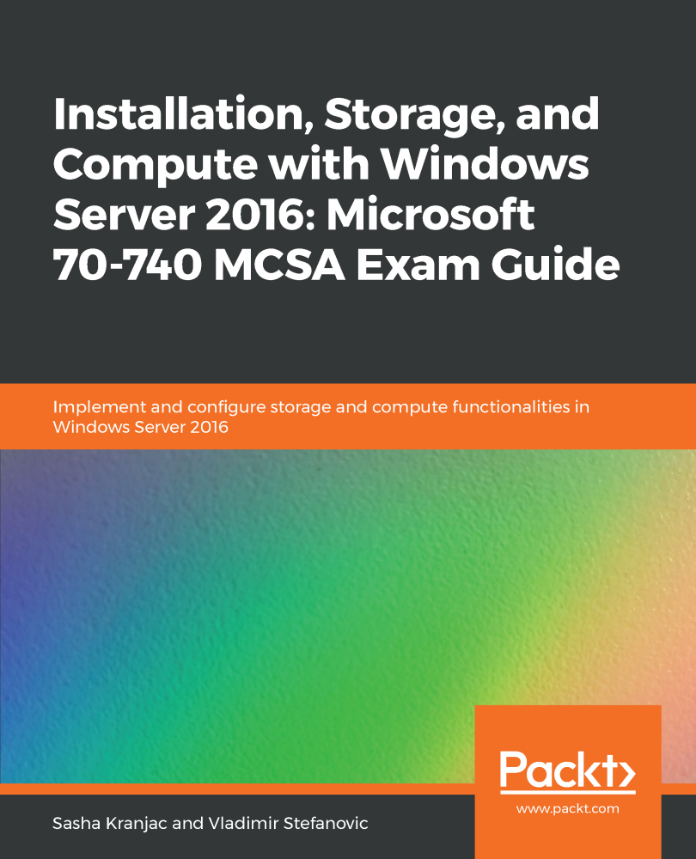 Installation, Storage, and
Compute with Windows
Server 2016: Microsoft
70-740 MCSA Exam Guide
Implement and configure storage and compute functionalities in
Windows Server 2016
Packt
www.packt.com
Sasha Kranjac and Vladimir Stefanovic